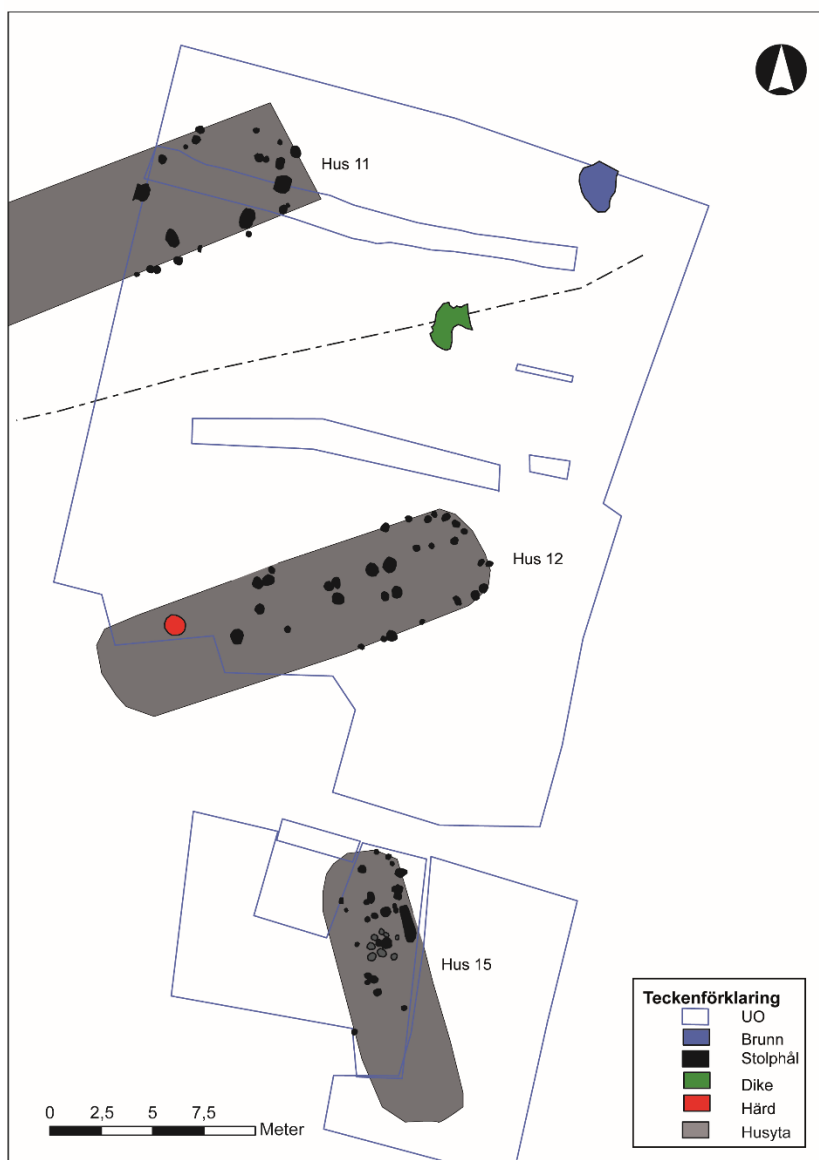 Hus 11
Hus 12
Hus 15
Teckenförklaring
UO
Brunn
Stolphål
Dike
Härd
Husyta
0 2,5 5 7,5
Meter